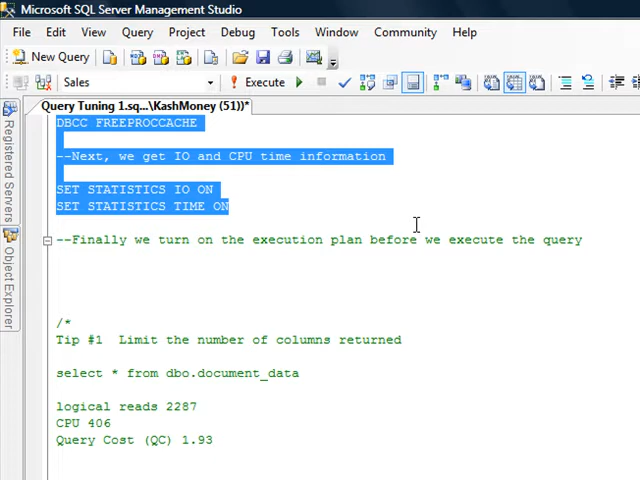 Microsoft SQL Server Management Studio
File Edit View Query Project Debug Tools Window Community Help
New Query
Sales Execute
Query Tuning 1.sq...\KashMoney (51))*
Registered Servers
Object Explorer
DBCC FREEPROCCACHE
--Next, we get IO and CPU time information
SET STATISTICS IO ON
SET STATISTICS TIME ON
--Finally we turn on the execution plan before we execute the query
/*
Tip #1 Limit the number of columns returned
select * from dbo.document_data
logical reads 2287
CPU 406
Query Cost (QC) 1.93